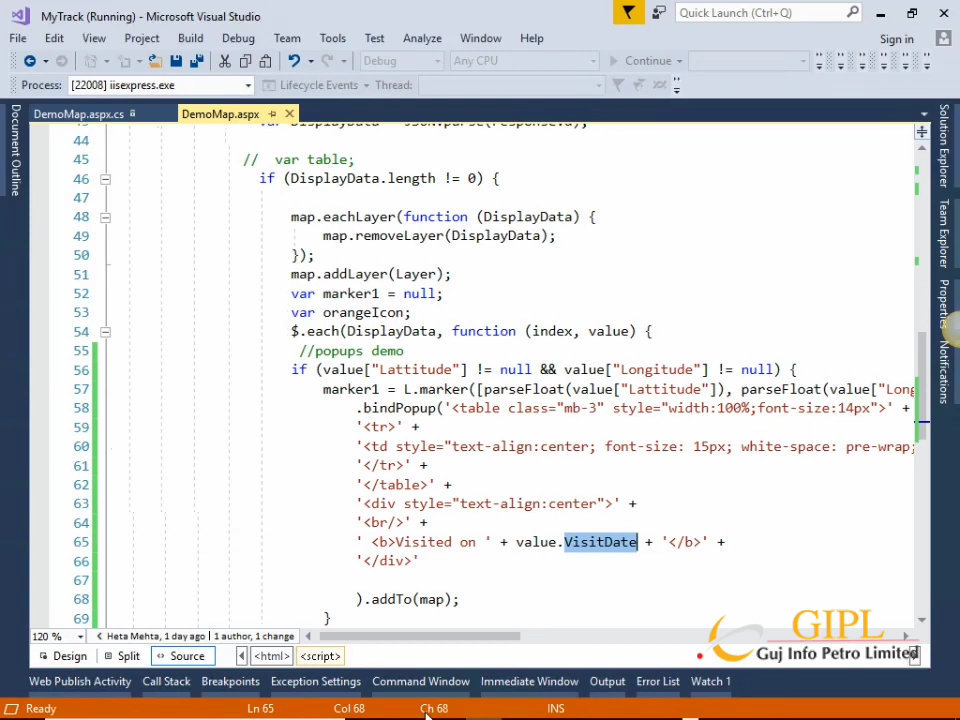 MyTrack (Running) - Microsoft Visual Studio
Quick Launch (Ctrl+Q)
File Edit View Project Build Debug Team Tools Test Analyze Window Help
Sign in
Debug Any CPU Continue
Process: [22008] iisexpress.exe Lifecycle Events Thread:
DemoMap.aspx.cs DemoMap.aspx
Document Outline
Solution Explorer
Team Explorer
Properties
Notifications
44
45 // var table;
46 if (DisplayData.length != 0) {
47
48 map.eachLayer(function (DisplayData) {
49 map.removeLayer(DisplayData);
50 });
51 map.addLayer(Layer);
52 var marker1 = null;
53 var orangeIcon;
54 $.each(DisplayData, function (index, value) {
55 //popups demo
56 if (value["Lattitude"] != null && value["Longitude"] != null) {
57 marker1 = L.marker([parseFloat(value["Lattitude"]), parseFloat(value["Long
58 .bindPopup('<table class="mb-3" style="width:100%;font-size:14px">' +
59 '<tr>' +
60 '<td style="text-align:center; font-size: 15px; white-space: pre-wrap;
61 '</tr>' +
62 '</table>' +
63 '<div style="text-align:center">' +
64 '<br/>' +
65 ' <b>Visited on ' + value.VisitDate + '</b>' +
66 '</div>'
67
68 ).addTo(map);
69 }
120 % Heta Mehta, 1 day ago | 1 author, 1 change
GIPL
Guj Info Petro Limited
Design Split Source <html> <script>
Web Publish Activity Call Stack Breakpoints Exception Settings Command Window Immediate Window Output Error List Watch 1
Ready Ln 65 Col 68 Ch 68 INS